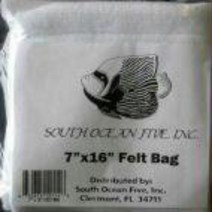 SOUTH OCEAN FIVE, INC.
7"x16" Felt Bag
Distributed by:
South Ocean Five, Inc.
Clermont, FL 34711